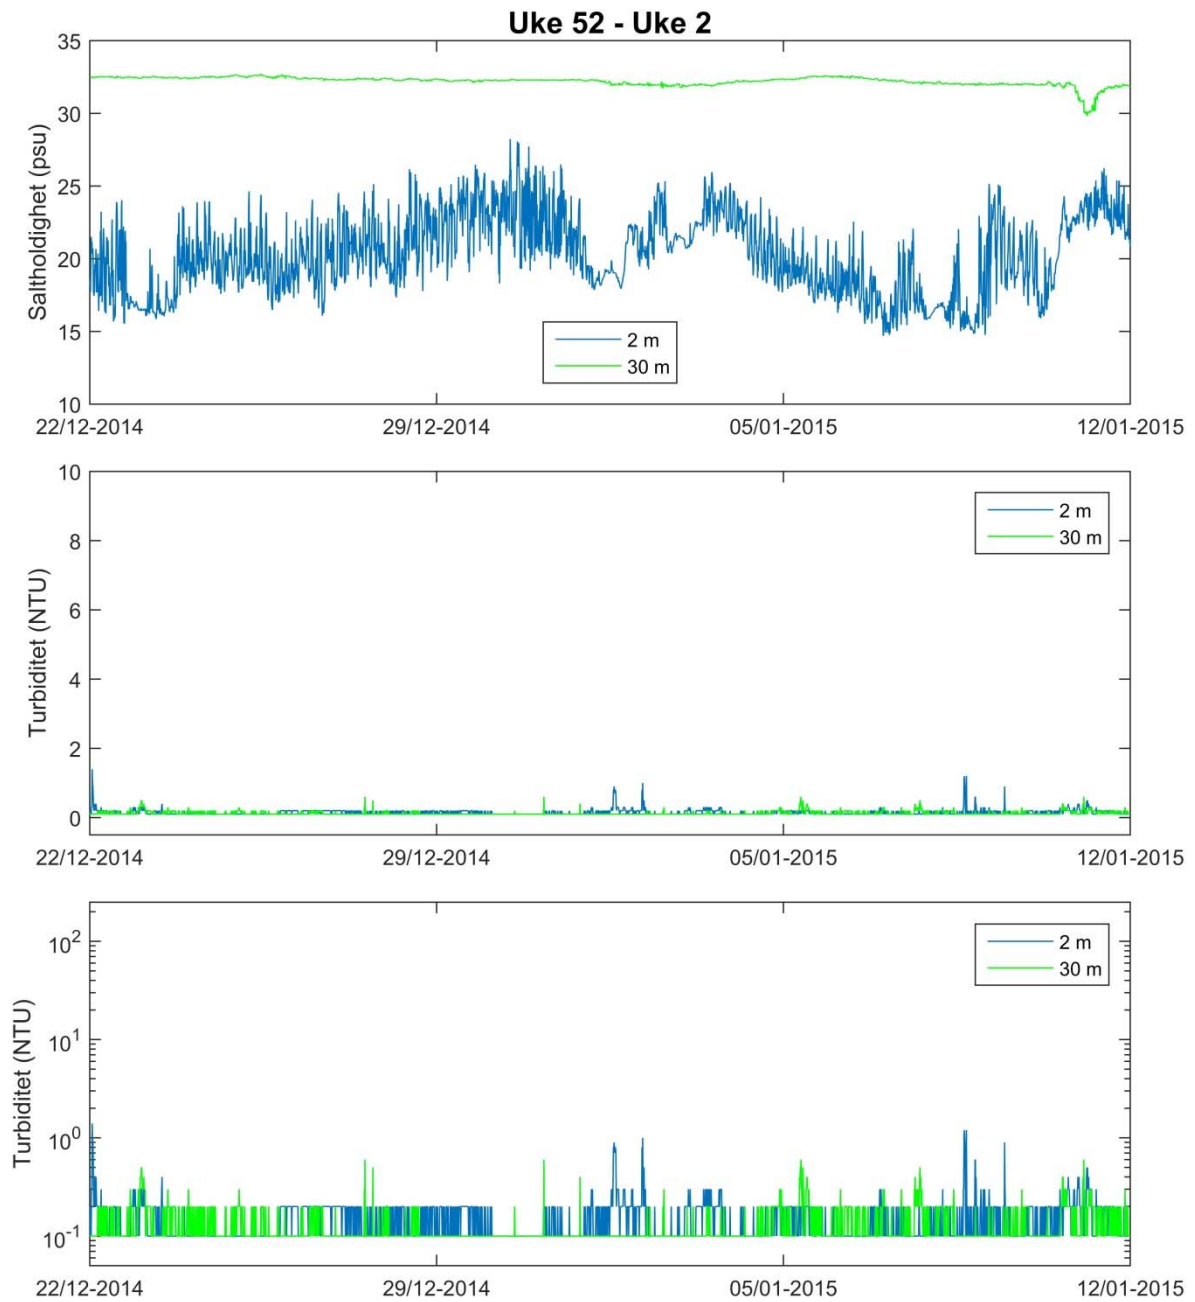 Uke 52 - Uke 2
Saltholdighet (psu)
35
30
25
20
15
10
2 m
30 m
22/12-2014 29/12-2014 05/01-2015 12/01-2015
Turbiditet (NTU)
10
8
6
4
2
0
2 m
30 m
22/12-2014 29/12-2014 05/01-2015 12/01-2015
Turbiditet (NTU)
10²
10¹
10⁰
10⁻¹
2 m
30 m
22/12-2014 29/12-2014 05/01-2015 12/01-2015